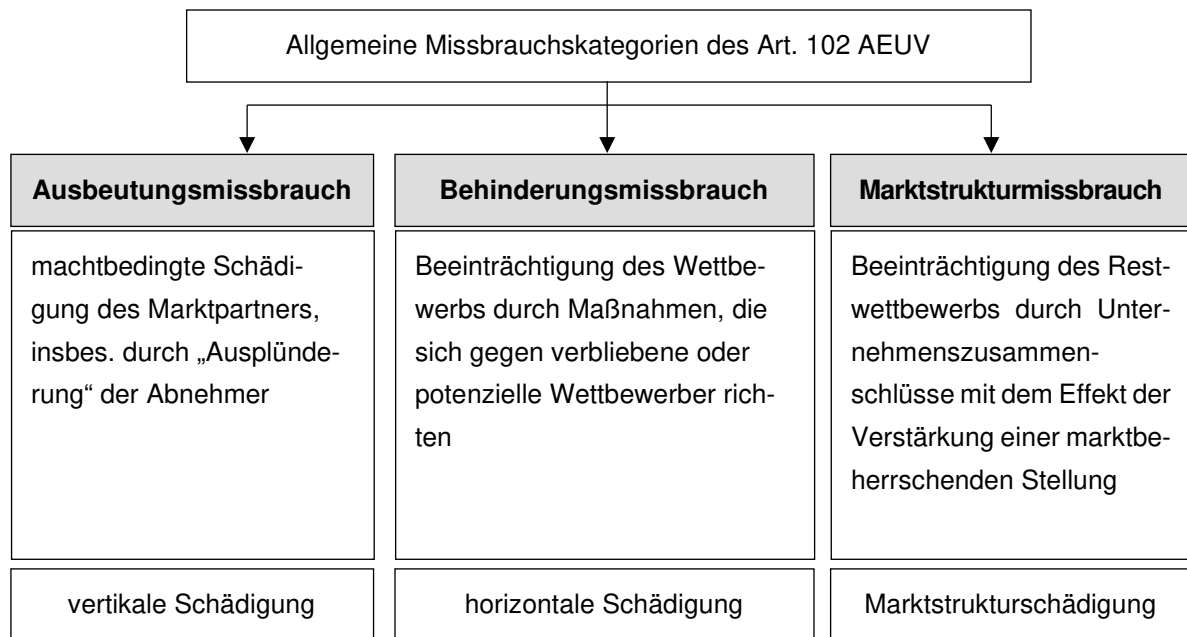 Allgemeine Missbrauchskategorien des Art. 102 AEUV
Ausbeutungsmissbrauch
machtbedingte Schädi-
gung des Marktpartners,
insbes. durch „Ausplünde-
rung“ der Abnehmer
vertikale Schädigung
Behinderungsmissbrauch
Beeinträchtigung des Wettbe-
werbs durch Maßnahmen, die
sich gegen verbliebene oder
potenzielle Wettbewerber rich-
ten
horizontale Schädigung
Marktstrukturmissbrauch
Beeinträchtigung des Rest-
wettbewerbs durch Unter-
nehmenszusammen-
schlüsse mit dem Effekt der
Verstärkung einer marktbe-
herrschenden Stellung
Marktstrukturschädigung